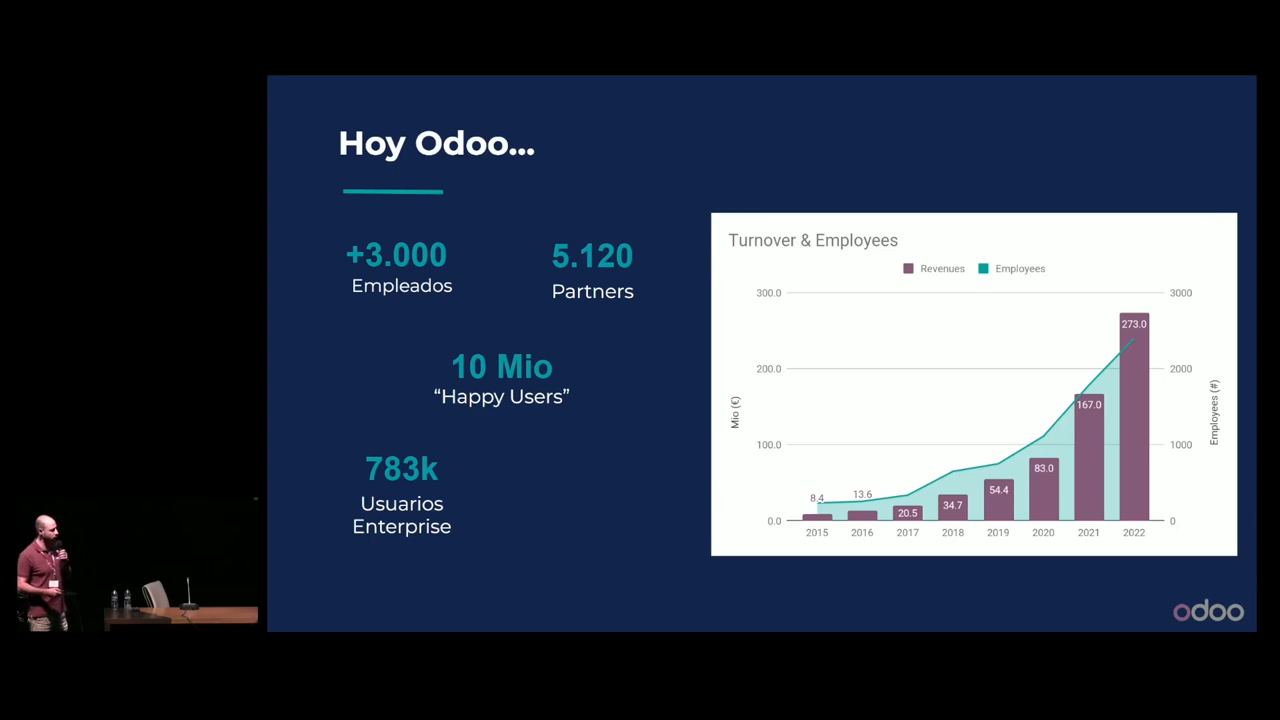 Hoy Odoo...
+3.000
Empleados
5.120
Partners
10 Mio
“Happy Users”
783k
Usuarios
Enterprise
Turnover & Employees
Revenues
Employees
300.0
200.0
100.0
0.0
Mio (€)
3000
2000
1000
0
Employees (#)
8.4
13.6
20.5
34.7
54.4
83.0
167.0
273.0
2015
2016
2017
2018
2019
2020
2021
2022
odoo